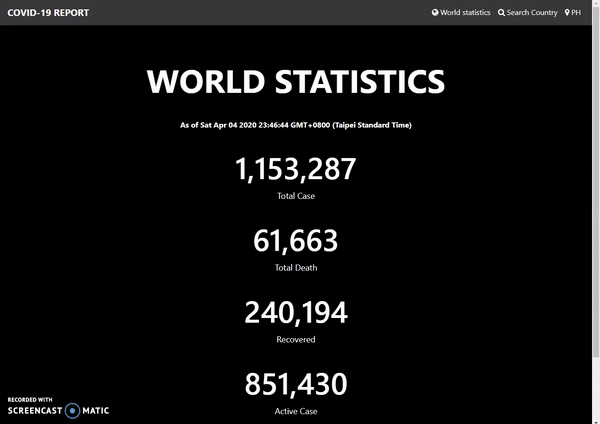 COVID-19 REPORT World statistics Search Country PH
WORLD STATISTICS
As of Sat Apr 04 2020 23:46:44 GMT+0800 (Taipei Standard Time)
1,153,287
Total Case
61,663
Total Death
240,194
Recovered
851,430
Active Case
RECORDED WITH
SCREENCAST MATIC